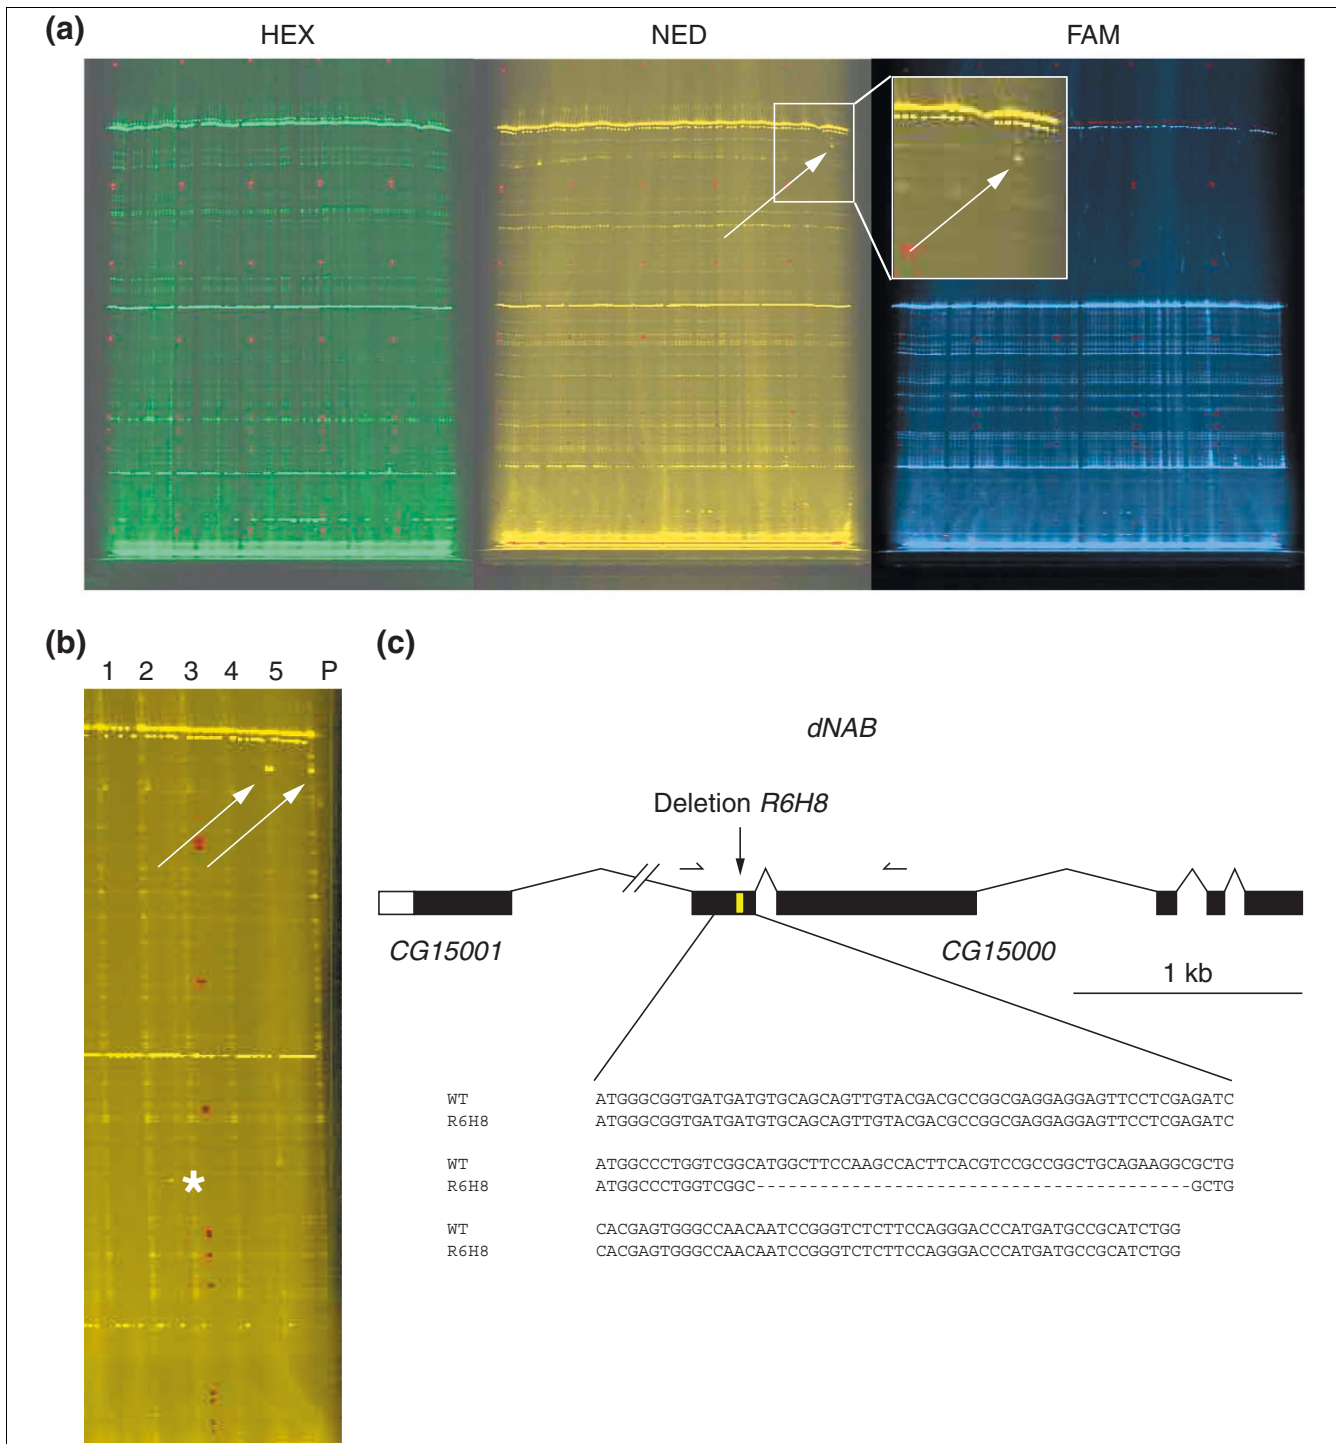 (a)
HEX NED FAM
(b)
1 2 3 4 5 P
*
(c)
dNAB
Deletion R6H8
CG15001 CG15000
1 kb
WT ATGGGCGGTGATGATGTGCAGCAGTTGTACGACGCCGGCGAGGAGGAGTTCCTCGAGATC
R6H8 ATGGGCGGTGATGATGTGCAGCAGTTGTACGACGCCGGCGAGGAGGAGTTCCTCGAGATC
WT ATGGCCCTGGTCGGCATGGCTTCCAAGCCACTTCACGTCCGCCGGCTGCAGAAGGCGCTG
R6H8 ATGGCCCTGGTCGGC-----------------------------------------GCTG
WT CACGAGTGGGCCAACAATCCGGGTCTCTTCCAGGGACCCATGATGCCGCATCTGG
R6H8 CACGAGTGGGCCAACAATCCGGGTCTCTTCCAGGGACCCATGATGCCGCATCTGG